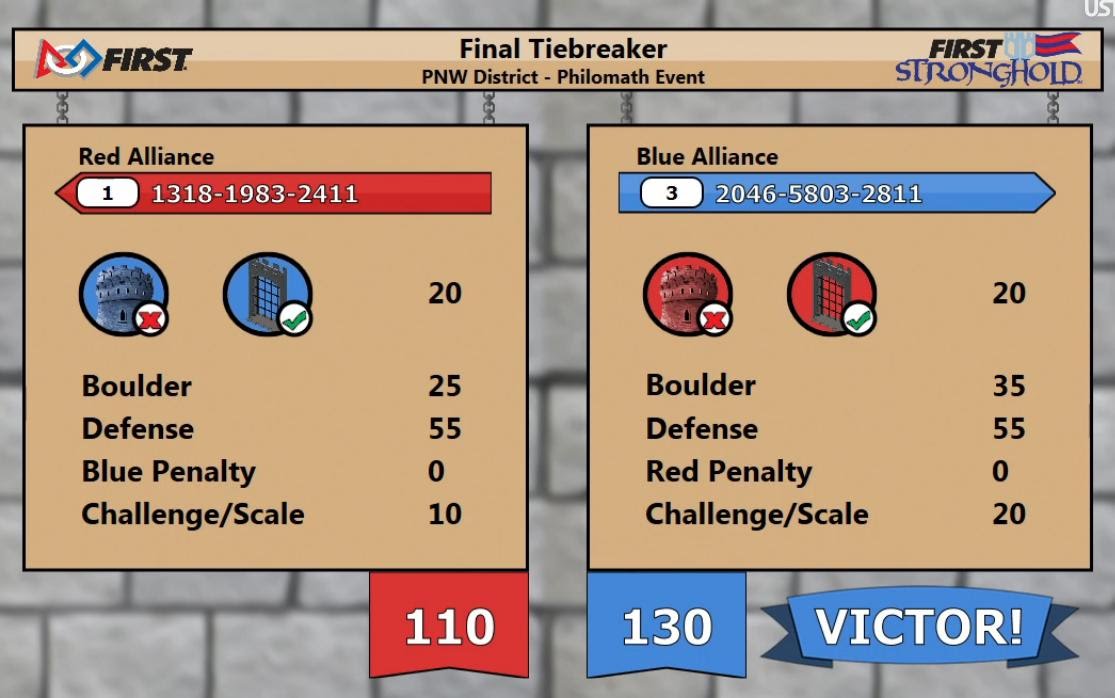 US
FIRST
Final Tiebreaker
PNW District - Philomath Event
FIRST
STRONGHOLD
Red Alliance
1 1318-1983-2411
20
Boulder 25
Defense 55
Blue Penalty 0
Challenge/Scale 10
110
Blue Alliance
3 2046-5803-2811
20
Boulder 35
Defense 55
Red Penalty 0
Challenge/Scale 20
130
VICTOR!